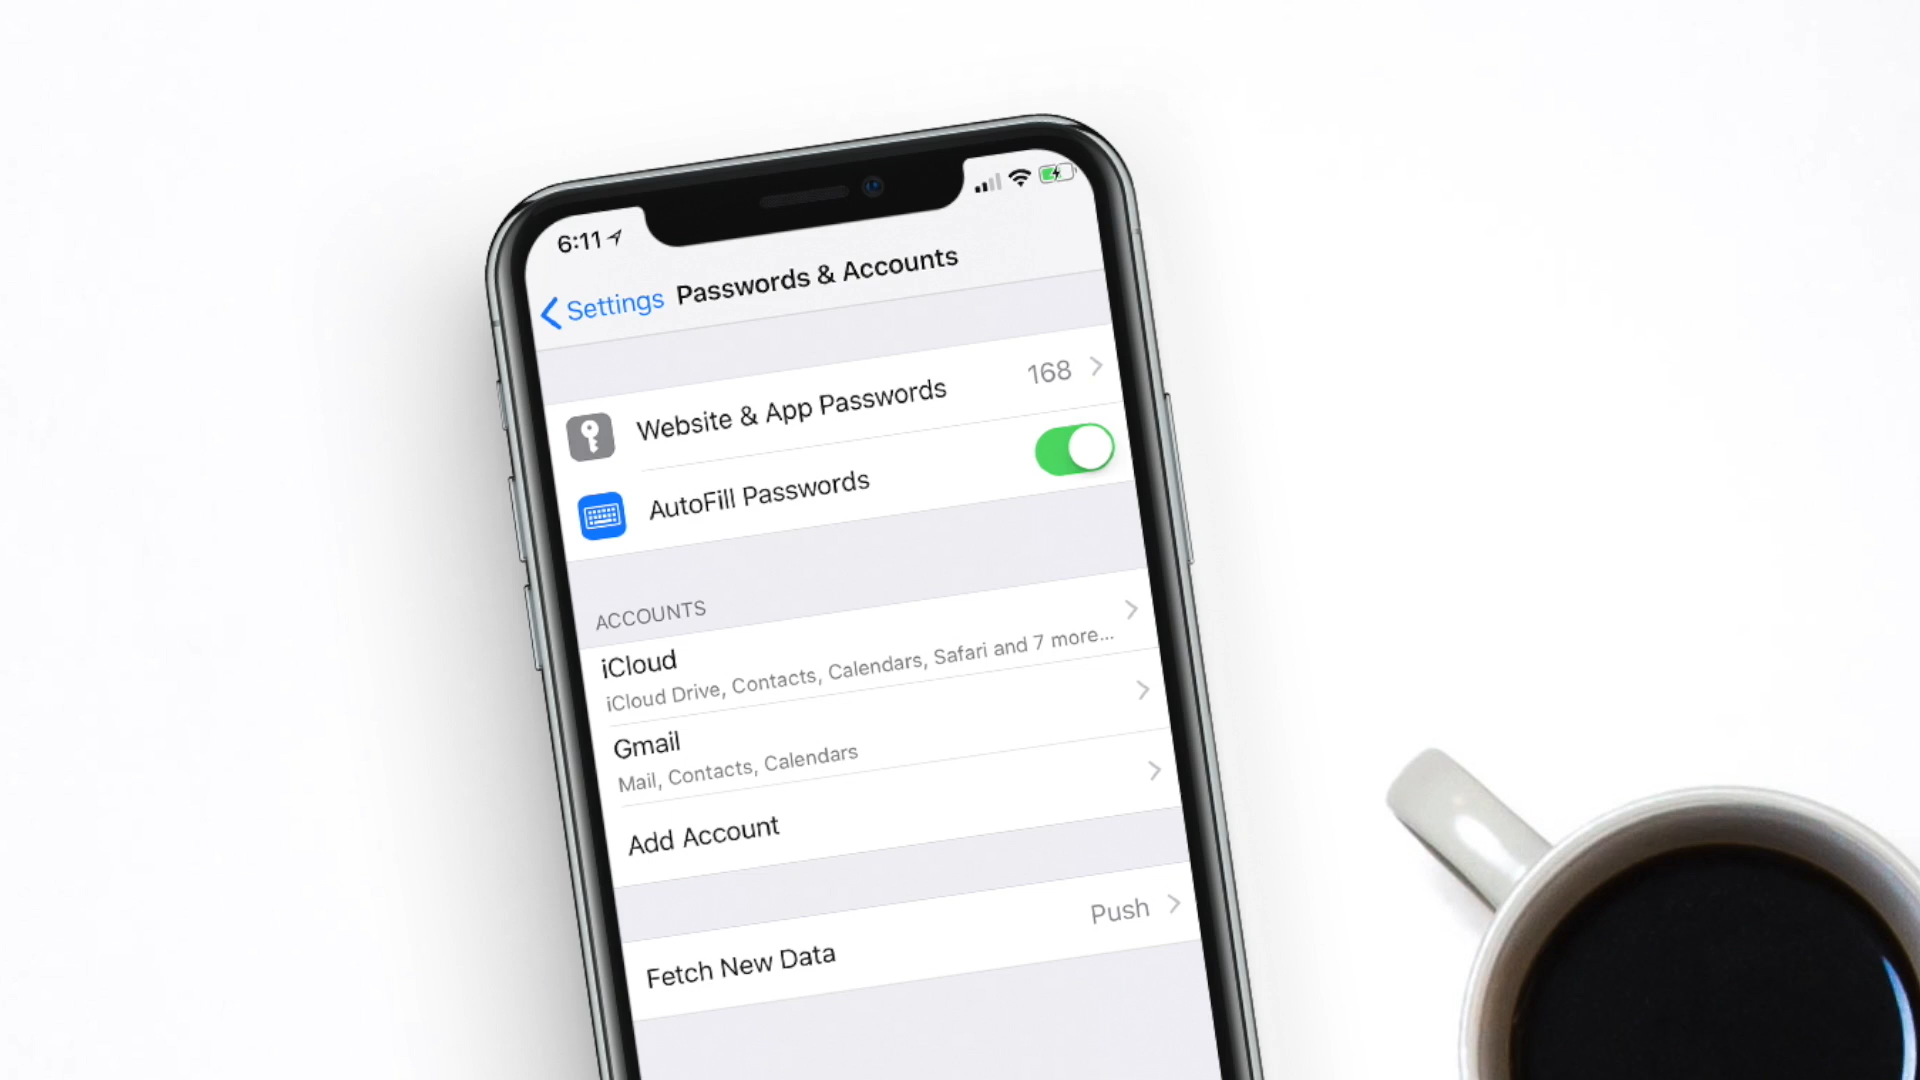 6:11
Settings
Passwords & Accounts
Website & App Passwords
168
AutoFill Passwords
ACCOUNTS
iCloud
iCloud Drive, Contacts, Calendars, Safari and 7 more...
Gmail
Mail, Contacts, Calendars
Add Account
Fetch New Data
Push